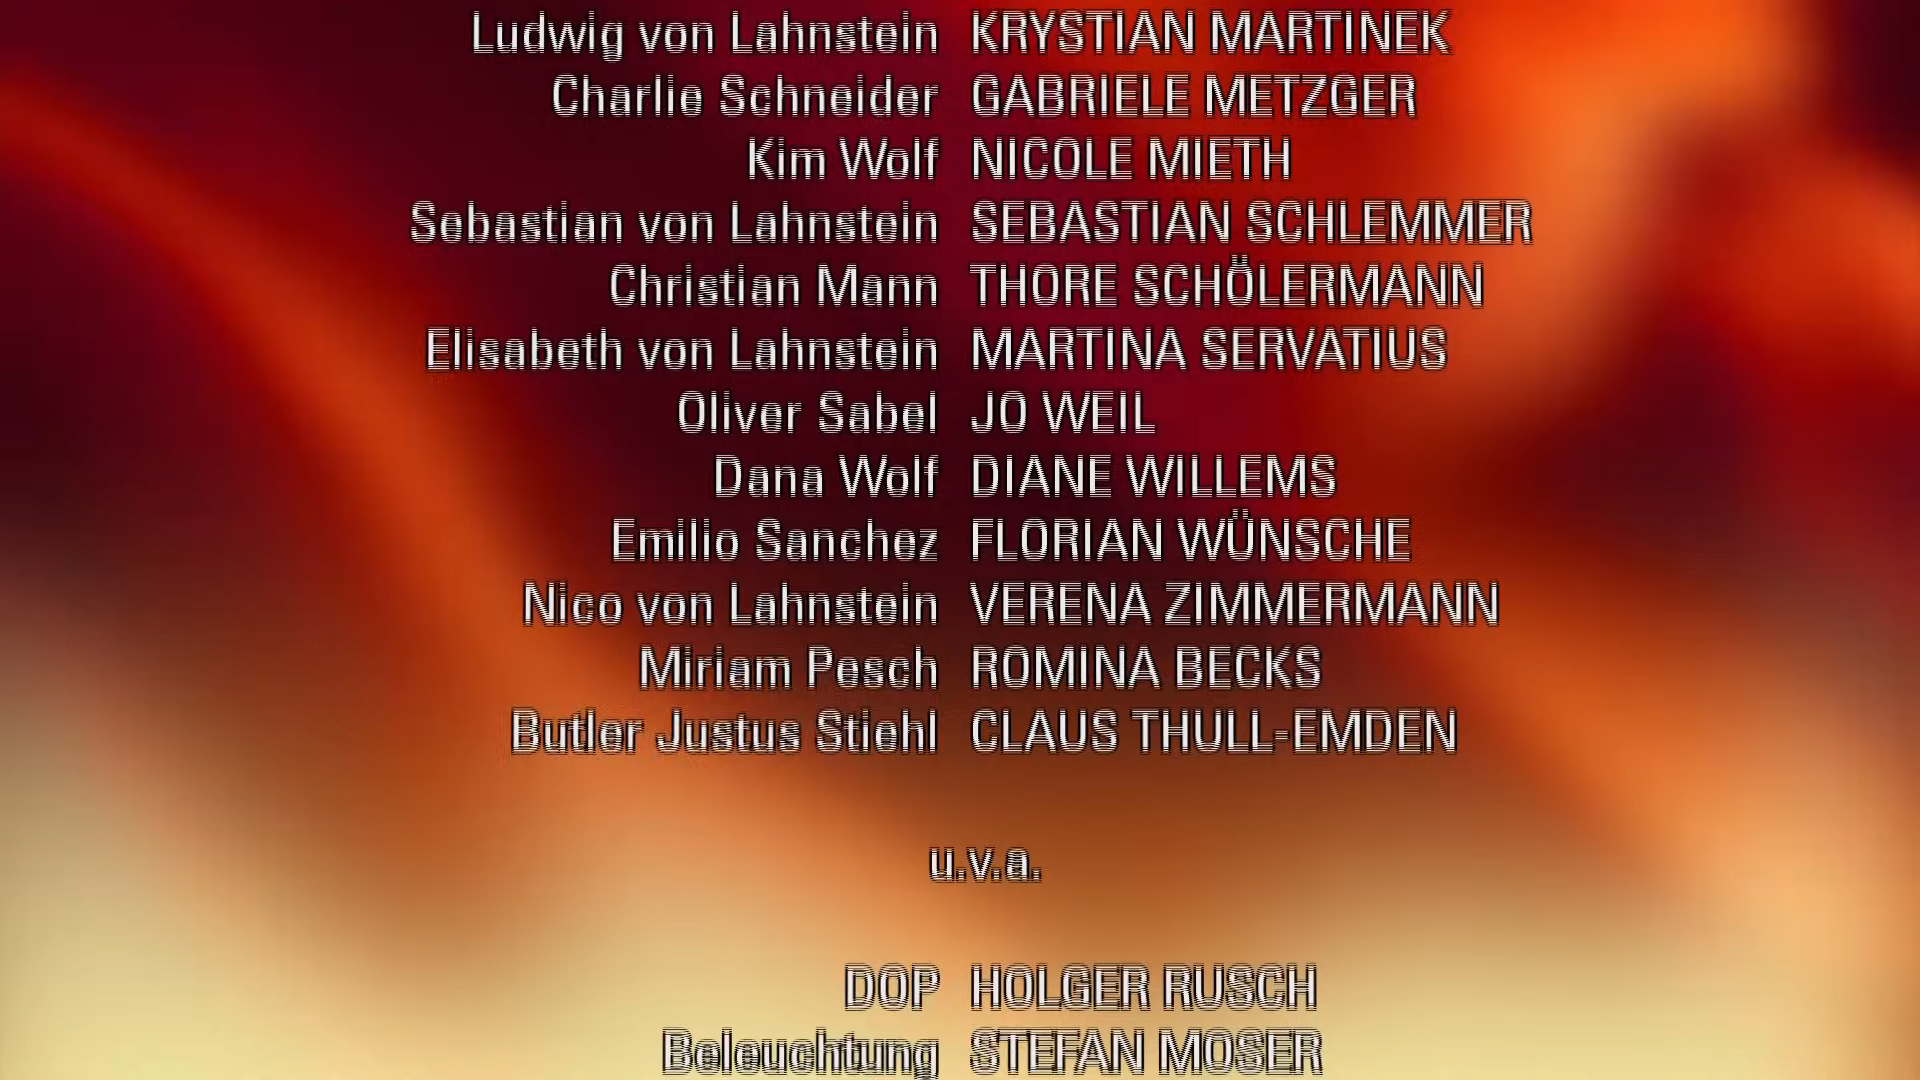 Ludwig von Lahnstein KRYSTIAN MARTINEK
Charlie Schneider GABRIELE METZGER
Kim Wolf NICOLE MIETH
Sebastian von Lahnstein SEBASTIAN SCHLEMMER
Christian Mann THORE SCHÖLERMANN
Elisabeth von Lahnstein MARTINA SERVATIUS
Oliver Sabel JO WEIL
Dana Wolf DIANE WILLEMS
Emilio Sanchez FLORIAN WÜNSCHE
Nico von Lahnstein VERENA ZIMMERMANN
Miriam Pesch ROMINA BECKS
Butler Justus Stiehl CLAUS THULL-EMDEN
u.v.a.
DOP HOLGER RUSCH
Beleuchtung STEFAN MOSER